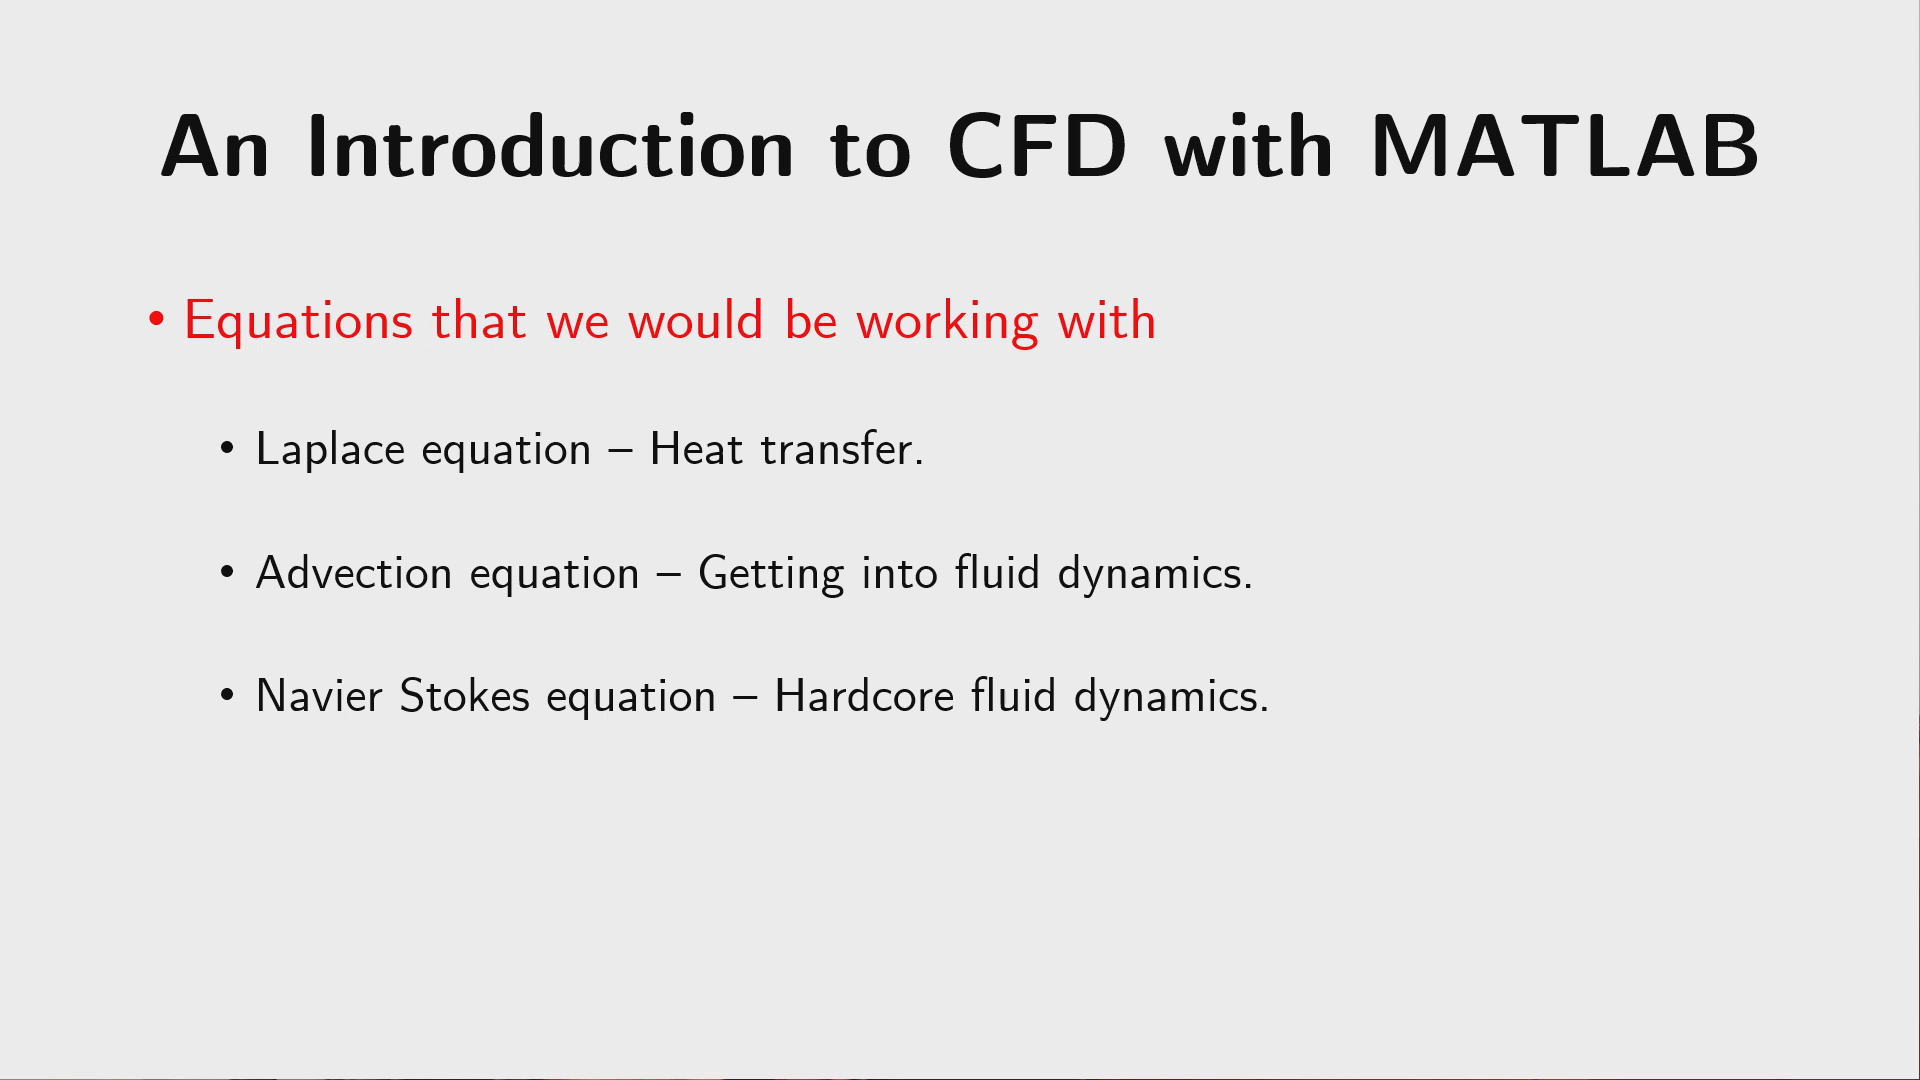 An Introduction to CFD with MATLAB
• Equations that we would be working with
• Laplace equation – Heat transfer.
• Advection equation – Getting into fluid dynamics.
• Navier Stokes equation – Hardcore fluid dynamics.